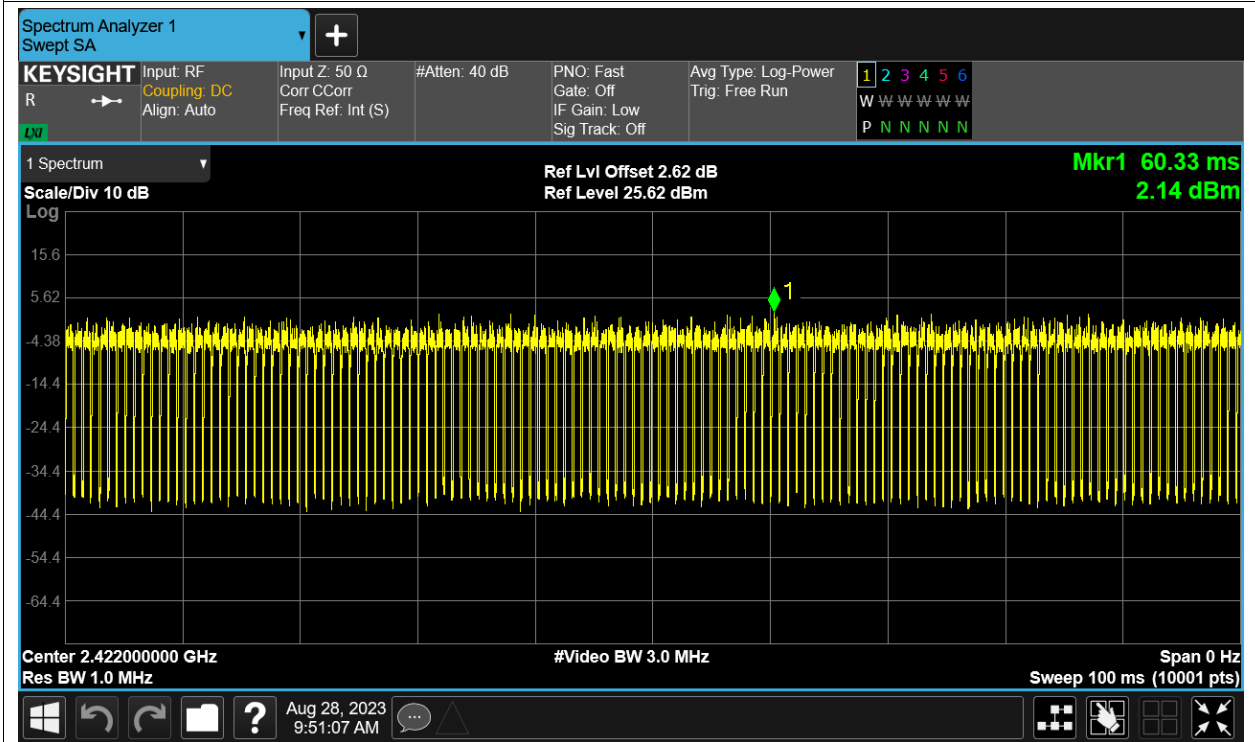 Spectrum Analyzer 1
Swept SA
+
KEYSIGHT
R
LXI
Input: RF
Coupling: DC
Align: Auto
Input Z: 50 Ω
Corr CCorr
Freq Ref: Int (S)
#Atten: 40 dB
PNO: Fast
Gate: Off
IF Gain: Low
Sig Track: Off
Avg Type: Log-Power
Trig: Free Run
1 2 3 4 5 6
W W W W W W
P N N N N N
1 Spectrum
Scale/Div 10 dB
Ref Lvl Offset 2.62 dB
Ref Level 25.62 dBm
Mkr1 60.33 ms
2.14 dBm
Log
15.6
5.62
-4.38
-14.4
-24.4
-34.4
-44.4
-54.4
-64.4
1
Center 2.422000000 GHz
Res BW 1.0 MHz
#Video BW 3.0 MHz
Span 0 Hz
Sweep 100 ms (10001 pts)
?
Aug 28, 2023
9:51:07 AM